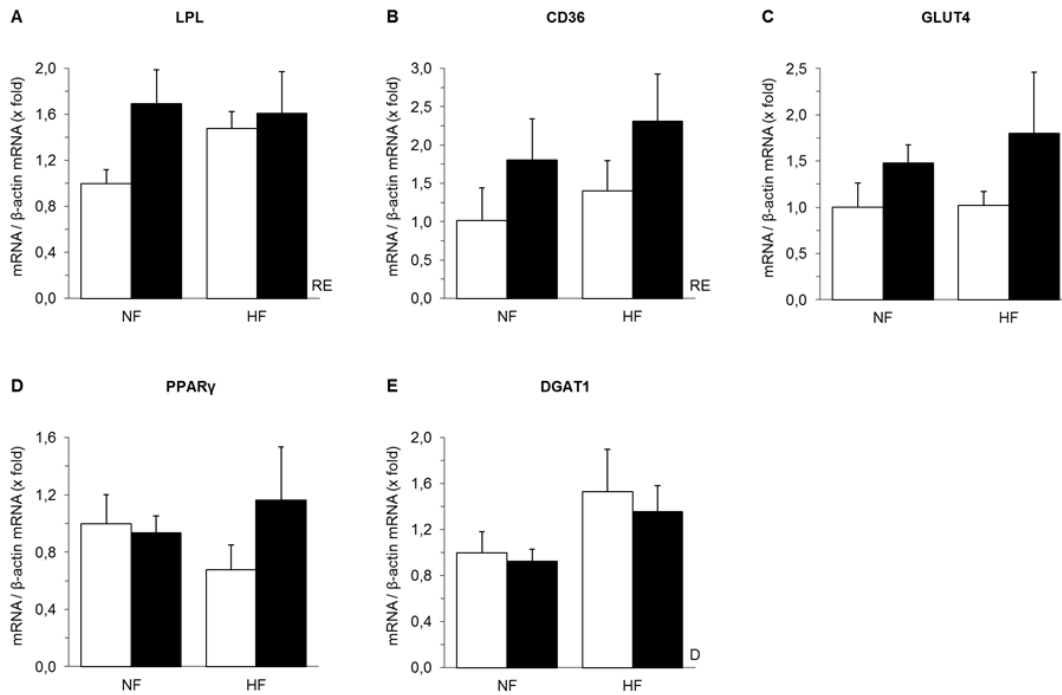 A LPL
mRNA / β-actin mRNA (x fold)
2,0
1,6
1,2
0,8
0,4
0,0
NF HF RE
B CD36
mRNA / β-actin mRNA (x fold)
3,0
2,5
2,0
1,5
1,0
0,5
0,0
NF HF RE
C GLUT4
mRNA / β-actin mRNA (x fold)
2,5
2,0
1,5
1,0
0,5
0,0
NF HF
D PPARγ
mRNA / β-actin mRNA (x fold)
1,6
1,2
0,8
0,4
0,0
NF HF
E DGAT1
mRNA / β-actin mRNA (x fold)
2,0
1,6
1,2
0,8
0,4
0,0
NF HF D